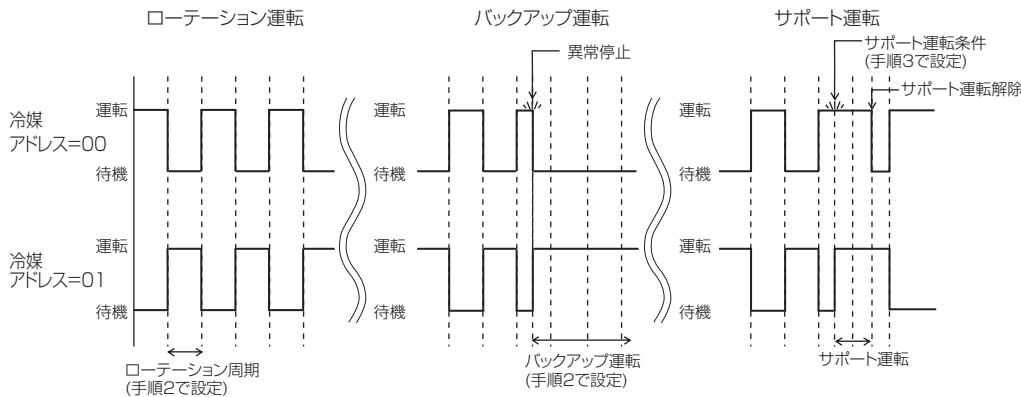 ローテーション運転
バックアップ運転
サポート運転
異常停止
サポート運転条件
(手順3で設定)
サポート運転解除
冷媒
アドレス=00
運転
待機
運転
待機
運転
待機
冷媒
アドレス=01
運転
待機
運転
待機
運転
待機
ローテーション周期
(手順2で設定)
バックアップ運転
(手順2で設定)
サポート運転